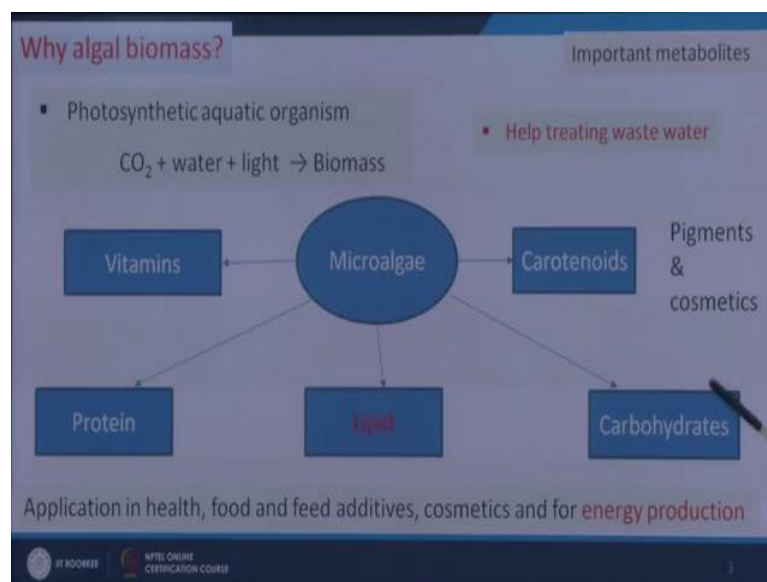 Why algal biomass?
Important metabolites
▪ Photosynthetic aquatic organism
CO₂ + water + light → Biomass
▪ Help treating waste water
Vitamins
Microalgae
Carotenoids
Pigments
&
cosmetics
Protein
Lipid
Carbohydrates
Application in health, food and feed additives, cosmetics and for energy production
IIT ROORKEE
NPTEL ONLINE
CERTIFICATION COURSE
3